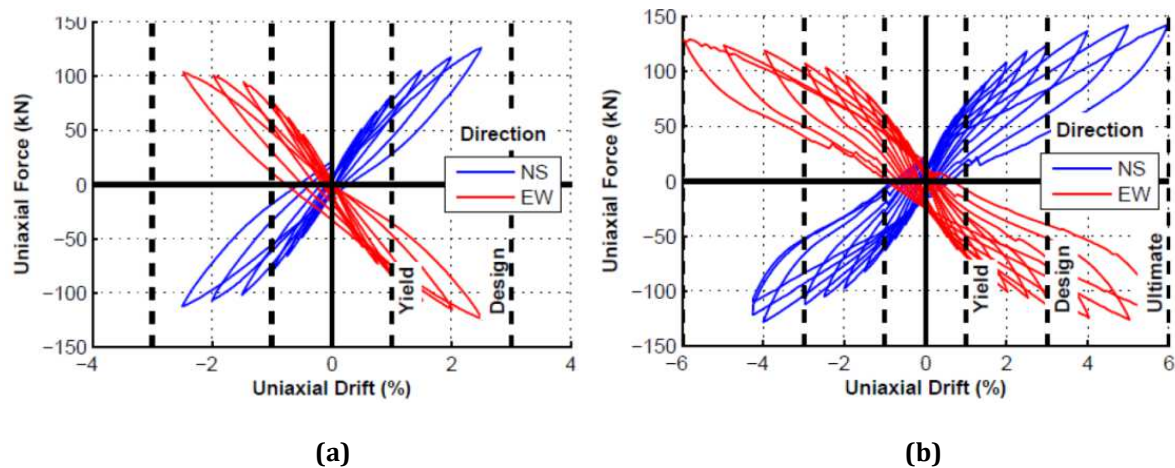 150
100
50
0
−50
−100
−150
Uniaxial Force (kN)
Direction
NS
EW
Yield
Design
−4
−2
0
2
4
Uniaxial Drift (%)
(a)
150
100
50
0
−50
−100
−150
Uniaxial Force (kN)
Direction
NS
EW
Yield
Design
Ultimate
−6
−4
−2
0
2
4
6
Uniaxial Drift (%)
(b)